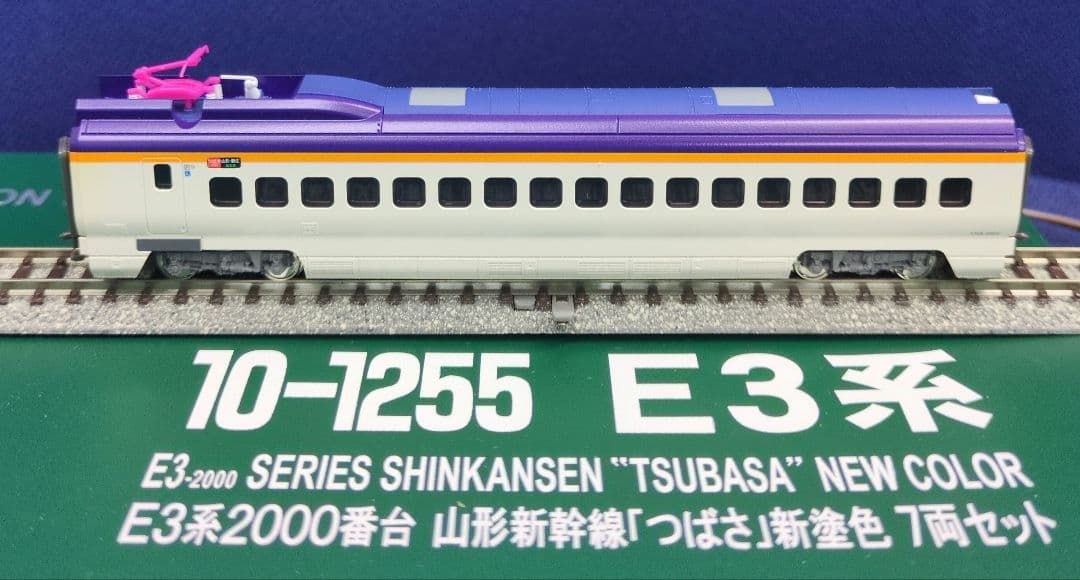 ON
10-1255 E3系
E3-2000 SERIES SHINKANSEN "TSUBASA" NEW COLOR
E3系2000番台 山形新幹線「つばさ」新塗色 7両セット